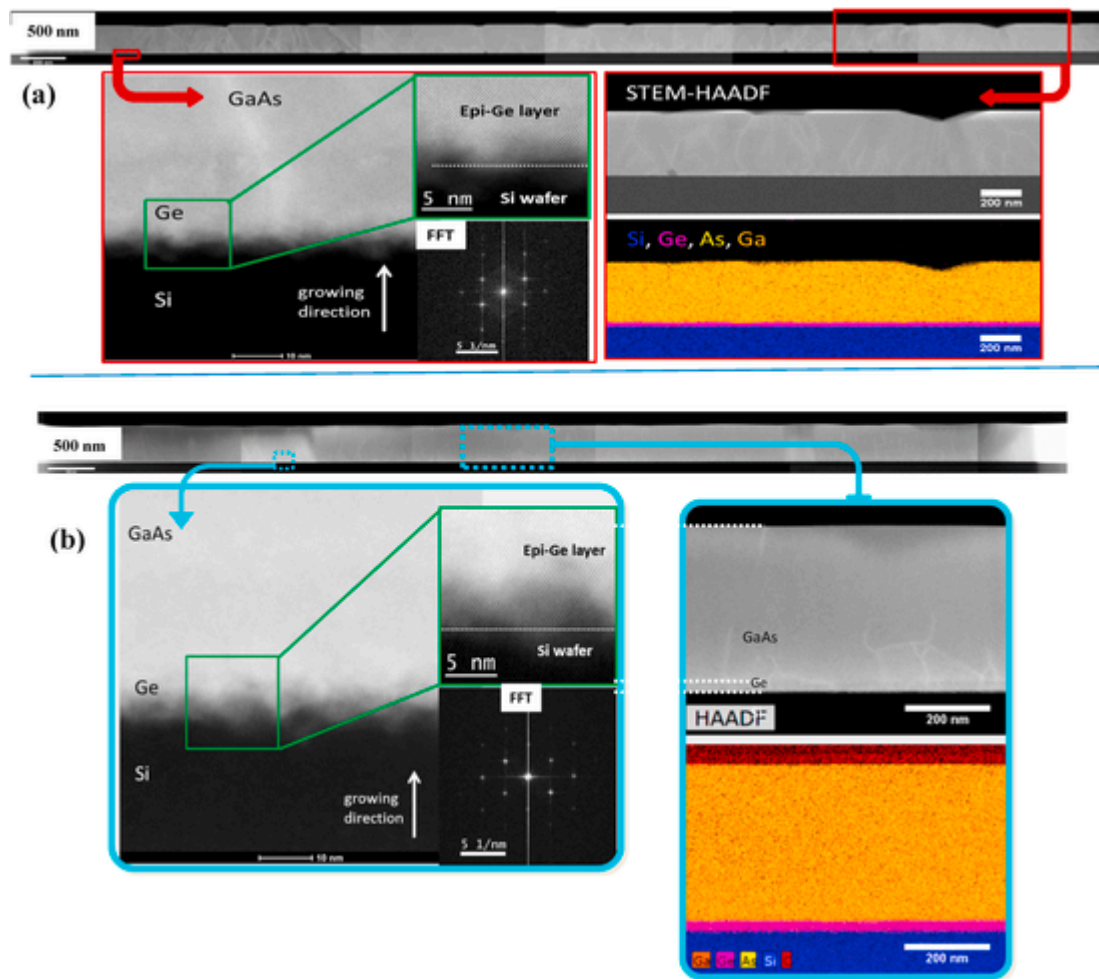 500 nm
(a)
GaAs
Ge
Si
growing
direction
10 nm
Epi-Ge layer
5 nm
Si wafer
FFT
5 1/nm
STEM-HAADF
200 nm
Si, Ge, As, Ga
200 nm
500 nm
(b)
GaAs
Ge
Si
growing
direction
10 nm
Epi-Ge layer
Si wafer
5 nm
FFT
5 1/nm
GaAs
Ge
HAADF
200 nm
200 nm
Ga Ge As Si